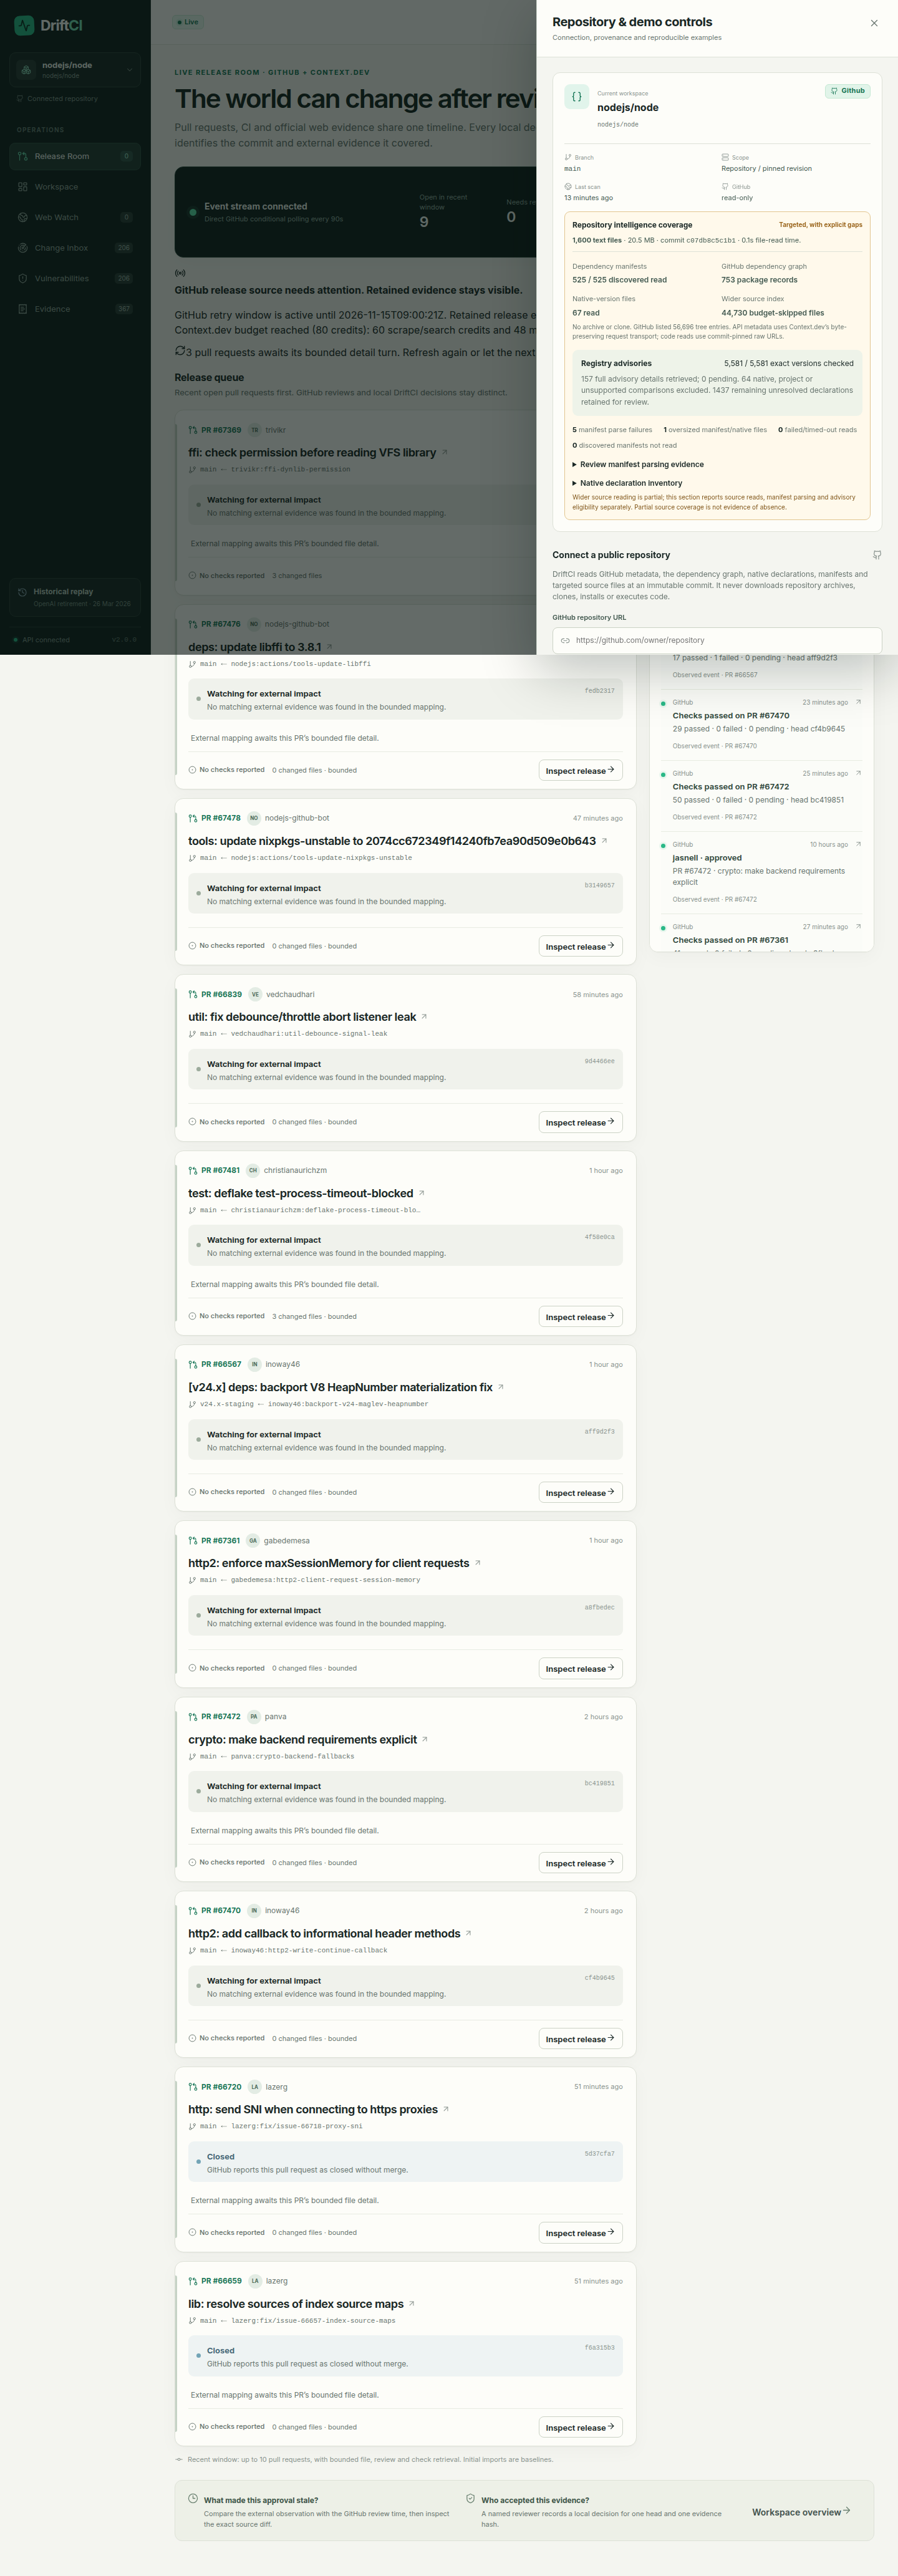 DriftCI
nodejs/node
nodejs/node
Connected repository
OPERATIONS
Release Room 0
Workspace
Web Watch 0
Change Inbox 206
Vulnerabilities 206
Evidence 367
Historical replay
OpenAI retirement · 26 Mar 2026
API connected v2.0.0
Live
LIVE RELEASE ROOM · GITHUB + CONTEXT.DEV
The world can change after revi
Pull requests, CI and official web evidence share one timeline. Every local de
identifies the commit and external evidence it covered.
Event stream connected
Direct GitHub conditional polling every 90s
Open in recent
window
9
Needs re
0
GitHub release source needs attention. Retained evidence stays visible.
GitHub retry window is active until 2026-11-15T09:00:21Z. Retained release e
Context.dev budget reached (80 credits): 60 scrape/search credits and 48 m
3 pull requests awaits its bounded detail turn. Refresh again or let the next
Release queue
Recent open pull requests first. GitHub reviews and local DriftCI decisions stay distinct.
PR #67369 TR trivikr
ffi: check permission before reading VFS library
main ← trivikr:ffi-dynlib-permission
Watching for external impact
No matching external evidence was found in the bounded mapping.
External mapping awaits this PR's bounded file detail.
No checks reported 3 changed files
PR #67476 NO nodejs-github-bot
deps: update libffi to 3.8.1
main ← nodejs:actions/tools-update-libffi
Watching for external impact fedb2317
No matching external evidence was found in the bounded mapping.
External mapping awaits this PR's bounded file detail.
No checks reported 0 changed files · bounded Inspect release
PR #67478 NO nodejs-github-bot 47 minutes ago
tools: update nixpkgs-unstable to 2074cc672349f14240fb7ea90d509e0b643
main ← nodejs:actions/tools-update-nixpkgs-unstable
Watching for external impact b3149657
No matching external evidence was found in the bounded mapping.
No checks reported 0 changed files · bounded Inspect release
PR #66839 VE vedchaudhari 58 minutes ago
util: fix debounce/throttle abort listener leak
main ← vedchaudhari:util-debounce-signal-leak
Watching for external impact 0d4466ee
No matching external evidence was found in the bounded mapping.
No checks reported 0 changed files · bounded Inspect release
PR #67481 CH christianaurichzm 1 hour ago
test: deflake test-process-timeout-blocked
main ← christianaurichzm:deflake-process-timeout-blo…
Watching for external impact 4f58e9ca
No matching external evidence was found in the bounded mapping.
External mapping awaits this PR's bounded file detail.
No checks reported 3 changed files · bounded Inspect release
PR #66567 IN inoway46 1 hour ago
[v24.x] deps: backport V8 HeapNumber materialization fix
v24.x-staging ← inoway46:backport-v24-maglev-heapnumber
Watching for external impact aff9d2f3
No matching external evidence was found in the bounded mapping.
No checks reported 0 changed files · bounded Inspect release
PR #67361 GA gabedemesa 1 hour ago
http2: enforce maxSessionMemory for client requests
main ← gabedemesa:http2-client-request-session-memory
Watching for external impact a8fbedec
No matching external evidence was found in the bounded mapping.
No checks reported 0 changed files · bounded Inspect release
PR #67472 PA panva 2 hours ago
crypto: make backend requirements explicit
main ← panva:crypto-backend-fallbacks
Watching for external impact bc419851
No matching external evidence was found in the bounded mapping.
External mapping awaits this PR's bounded file detail.
No checks reported 0 changed files · bounded Inspect release
PR #67470 IN inoway46 2 hours ago
http2: add callback to informational header methods
main ← inoway46:http2-write-continue-callback
Watching for external impact cf4b9645
No matching external evidence was found in the bounded mapping.
No checks reported 0 changed files · bounded Inspect release
PR #66720 LA lazerg 51 minutes ago
http: send SNI when connecting to https proxies
main ← lazerg:fix/issue-66718-proxy-sni
Closed 5d37cfa7
GitHub reports this pull request as closed without merge.
External mapping awaits this PR's bounded file detail.
No checks reported 0 changed files · bounded Inspect release
PR #66659 LA lazerg 51 minutes ago
lib: resolve sources of index source maps
main ← lazerg:fix/issue-66657-index-source-maps
Closed f6a315b3
GitHub reports this pull request as closed without merge.
External mapping awaits this PR's bounded file detail.
No checks reported 0 changed files · bounded Inspect release
Recent window: up to 10 pull requests, with bounded file, review and check retrieval. Initial imports are baselines.
What made this approval stale?
Compare the external observation with the GitHub review time, then inspect
the exact source diff.
Who accepted this evidence?
A named reviewer records a local decision for one head and one evidence
hash.
Workspace overview
Repository & demo controls
Connection, provenance and reproducible examples
Current workspace
nodejs/node
nodejs/node
Github
Branch
main
Scope
Repository / pinned revision
Last scan
13 minutes ago
GitHub
read-only
Repository intelligence coverage Targeted, with explicit gaps
1,600 text files · 20.5 MB · commit c07db8c5c1b1 · 0.1s file-read time.
Dependency manifests
525 / 525 discovered read
GitHub dependency graph
753 package records
Native-version files
67 read
Wider source index
44,730 budget-skipped files
No archive or clone. GitHub listed 56,696 tree entries. API metadata uses Context.dev's byte-
preserving request; code reads use commit-pinned raw URLs.
Registry advisories 5,581 / 5,581 exact versions checked
157 full advisory details retrieved; 0 pending. 64 native, project or
unsupported comparisons excluded. 1437 remaining unresolved declarations
retained for review.
5 manifest parse failures 1 oversized manifest/native files 0 failed/timed-out reads
0 discovered manifests not read
Review manifest parsing evidence
Native declaration inventory
Wider source reading is partial; this section reports source reads, manifest parsing and advisory
eligibility separately. Partial source coverage is not evidence of absence.
Connect a public repository
DriftCI reads GitHub metadata, the dependency graph, native declarations, manifests and
targeted source files at an immutable commit. It never downloads repository archives,
clones, installs or executes code.
GitHub repository URL
https://github.com/owner/repository
17 passed · 1 failed · 0 pending · head aff9d2f3
Observed event · PR #66567
GitHub 23 minutes ago
Checks passed on PR #67470
29 passed · 0 failed · 0 pending · head cf4b9645
Observed event · PR #67470
GitHub 25 minutes ago
Checks passed on PR #67472
50 passed · 0 failed · 0 pending · head bc419851
Observed event · PR #67472
GitHub 10 hours ago
jasnell · approved
PR #67472 · crypto: make backend requirements
explicit
Observed event · PR #67472
GitHub 27 minutes ago
Checks passed on PR #67361